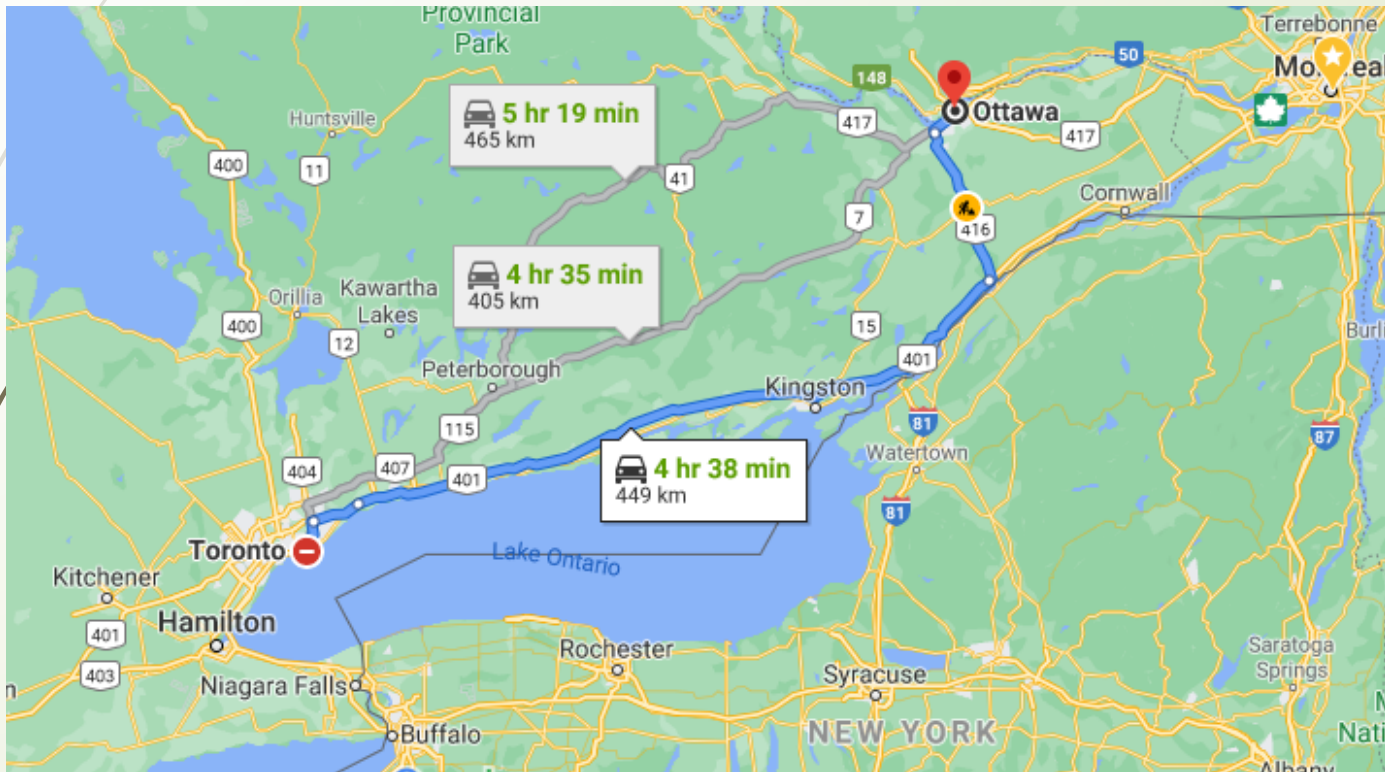 Provincial
Park
Terrebonne
50
148
5 hr 19 min
465 km
Ottawa
Huntsville
417
417
400
11
41
Cornwall
7
416
4 hr 35 min
405 km
Kawartha
Lakes
Orillia
400
12
15
401
Peterborough
Kingston
81
87
115
4 hr 38 min
449 km
Watertown
404
407
401
81
Toronto
Lake Ontario
Kitchener
Hamilton
401
403
Rochester
Saratoga
Springs
Niagara Falls
Syracuse
NEW YORK
Buffalo
Albany